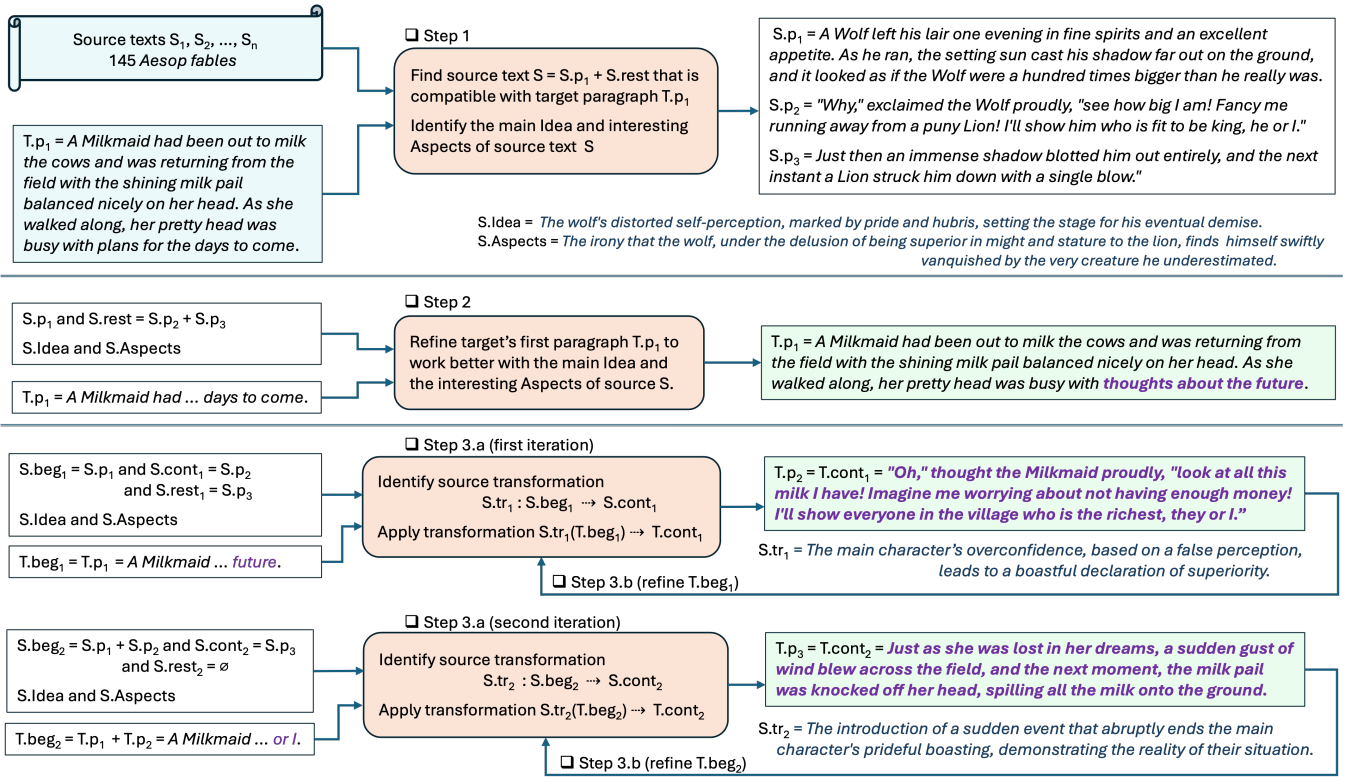 Source texts S1, S2, ..., Sn
145 Aesop fables
T.p1 = A Milkmaid had been out to milk
the cows and was returning from the
field with the shining milk pail
balanced nicely on her head. As she
walked along, her pretty head was
busy with plans for the days to come.
❑ Step 1
Find source text S = S.p1 + S.rest that is
compatible with target paragraph T.p1
Identify the main Idea and interesting
Aspects of source text S
S.p1 = A Wolf left his lair one evening in fine spirits and an excellent
appetite. As he ran, the setting sun cast his shadow far out on the ground,
and it looked as if the Wolf were a hundred times bigger than he really was.
S.p2 = "Why," exclaimed the Wolf proudly, "see how big I am! Fancy me
running away from a puny Lion! I'll show him who is fit to be king, he or I."
S.p3 = Just then an immense shadow blotted him out entirely, and the next
instant a Lion struck him down with a single blow."
S.Idea = The wolf's distorted self-perception, marked by pride and hubris, setting the stage for his eventual demise.
S.Aspects = The irony that the wolf, under the delusion of being superior in might and stature to the lion, finds himself swiftly
vanquished by the very creature he underestimated.
❑ Step 2
S.p1 and S.rest = S.p2 + S.p3
S.Idea and S.Aspects
T.p1 = A Milkmaid had ... days to come.
Refine target's first paragraph T.p1 to
work better with the main Idea and
the interesting Aspects of source S.
T.p1 = A Milkmaid had been out to milk the cows and was returning from
the field with the shining milk pail balanced nicely on her head. As she
walked along, her pretty head was busy with thoughts about the future.
❑ Step 3.a (first iteration)
S.beg1 = S.p1 and S.cont1 = S.p2
and S.rest1 = S.p3
S.Idea and S.Aspects
T.beg1 = T.p1 = A Milkmaid ... future.
Identify source transformation
S.tr1 : S.beg1 ⇢ S.cont1
Apply transformation S.tr1(T.beg1) ⇢ T.cont1
T.p2 = T.cont1 = "Oh," thought the Milkmaid proudly, "look at all this
milk I have! Imagine me worrying about not having enough money!
I'll show everyone in the village who is the richest, they or I."
S.tr1 = The main character's overconfidence, based on a false perception,
leads to a boastful declaration of superiority.
❑ Step 3.b (refine T.beg1)
❑ Step 3.a (second iteration)
S.beg2 = S.p1 + S.p2 and S.cont2 = S.p3
and S.rest2 = ∅
S.Idea and S.Aspects
T.beg2 = T.p1 + T.p2 = A Milkmaid ... or I.
Identify source transformation
S.tr2 : S.beg2 ⇢ S.cont2
Apply transformation S.tr2(T.beg2) ⇢ T.cont2
T.p3 = T.cont2 = Just as she was lost in her dreams, a sudden gust of
wind blew across the field, and the next moment, the milk pail
was knocked off her head, spilling all the milk onto the ground.
S.tr2 = The introduction of a sudden event that abruptly ends the main
character's prideful boasting, demonstrating the reality of their situation.
❑ Step 3.b (refine T.beg2)